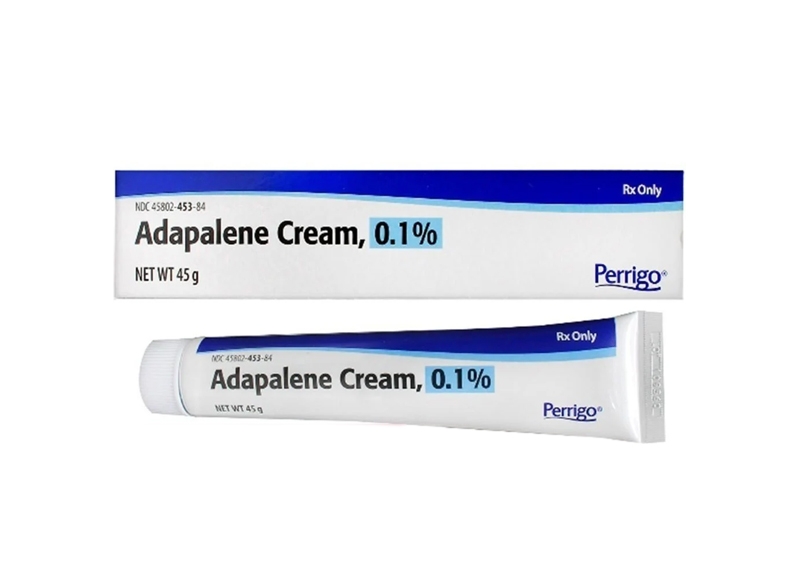 Rx Only
NDC 45802-453-84
Adapalene Cream, 0.1%
NET WT 45 g
Perrigo®
Rx Only
NDC 45802-453-84
Adapalene Cream, 0.1%
NET WT 45 g
Perrigo®